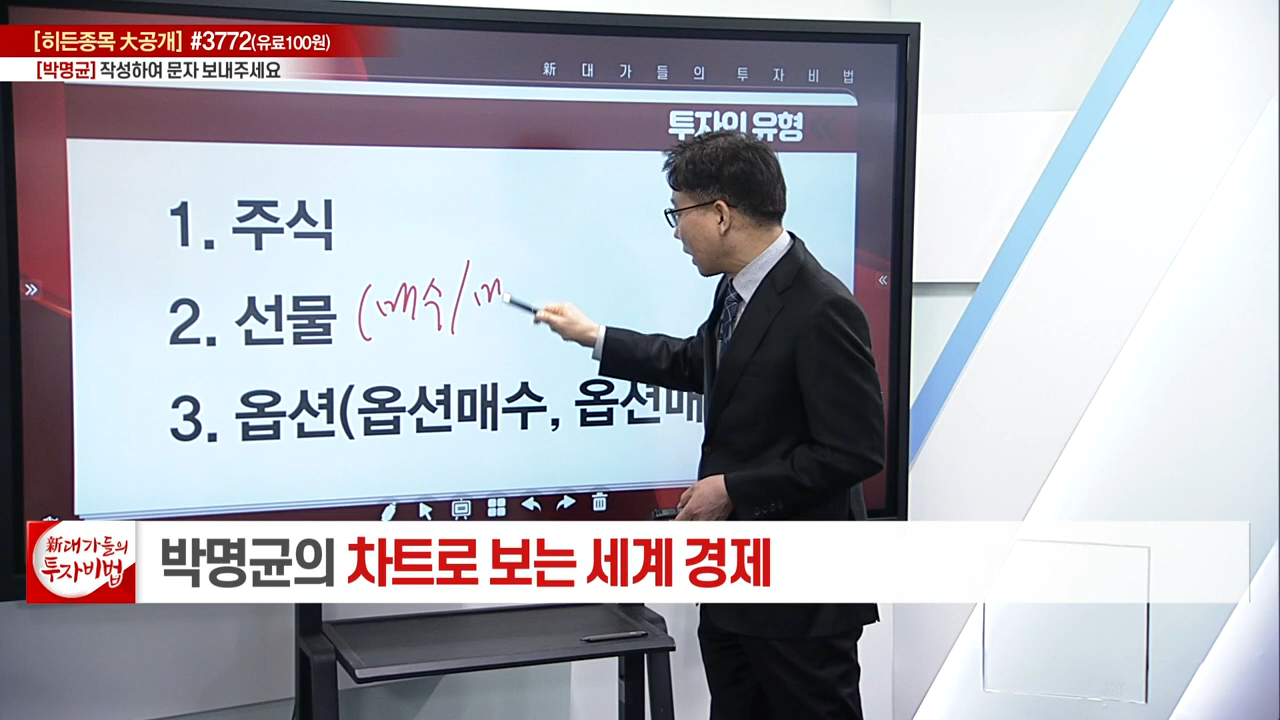 [히든종목 大공개] #3772(유료100원)
[박명균] 작성하여 문자 보내주세요
新 대 가 들 의 투 자 비 법
투자의 유형
1. 주식
2. 선물 (매수/매
3. 옵션(옵션매수, 옵션매
新대가들의
투자비법
박명균의 차트로 보는 세계 경제